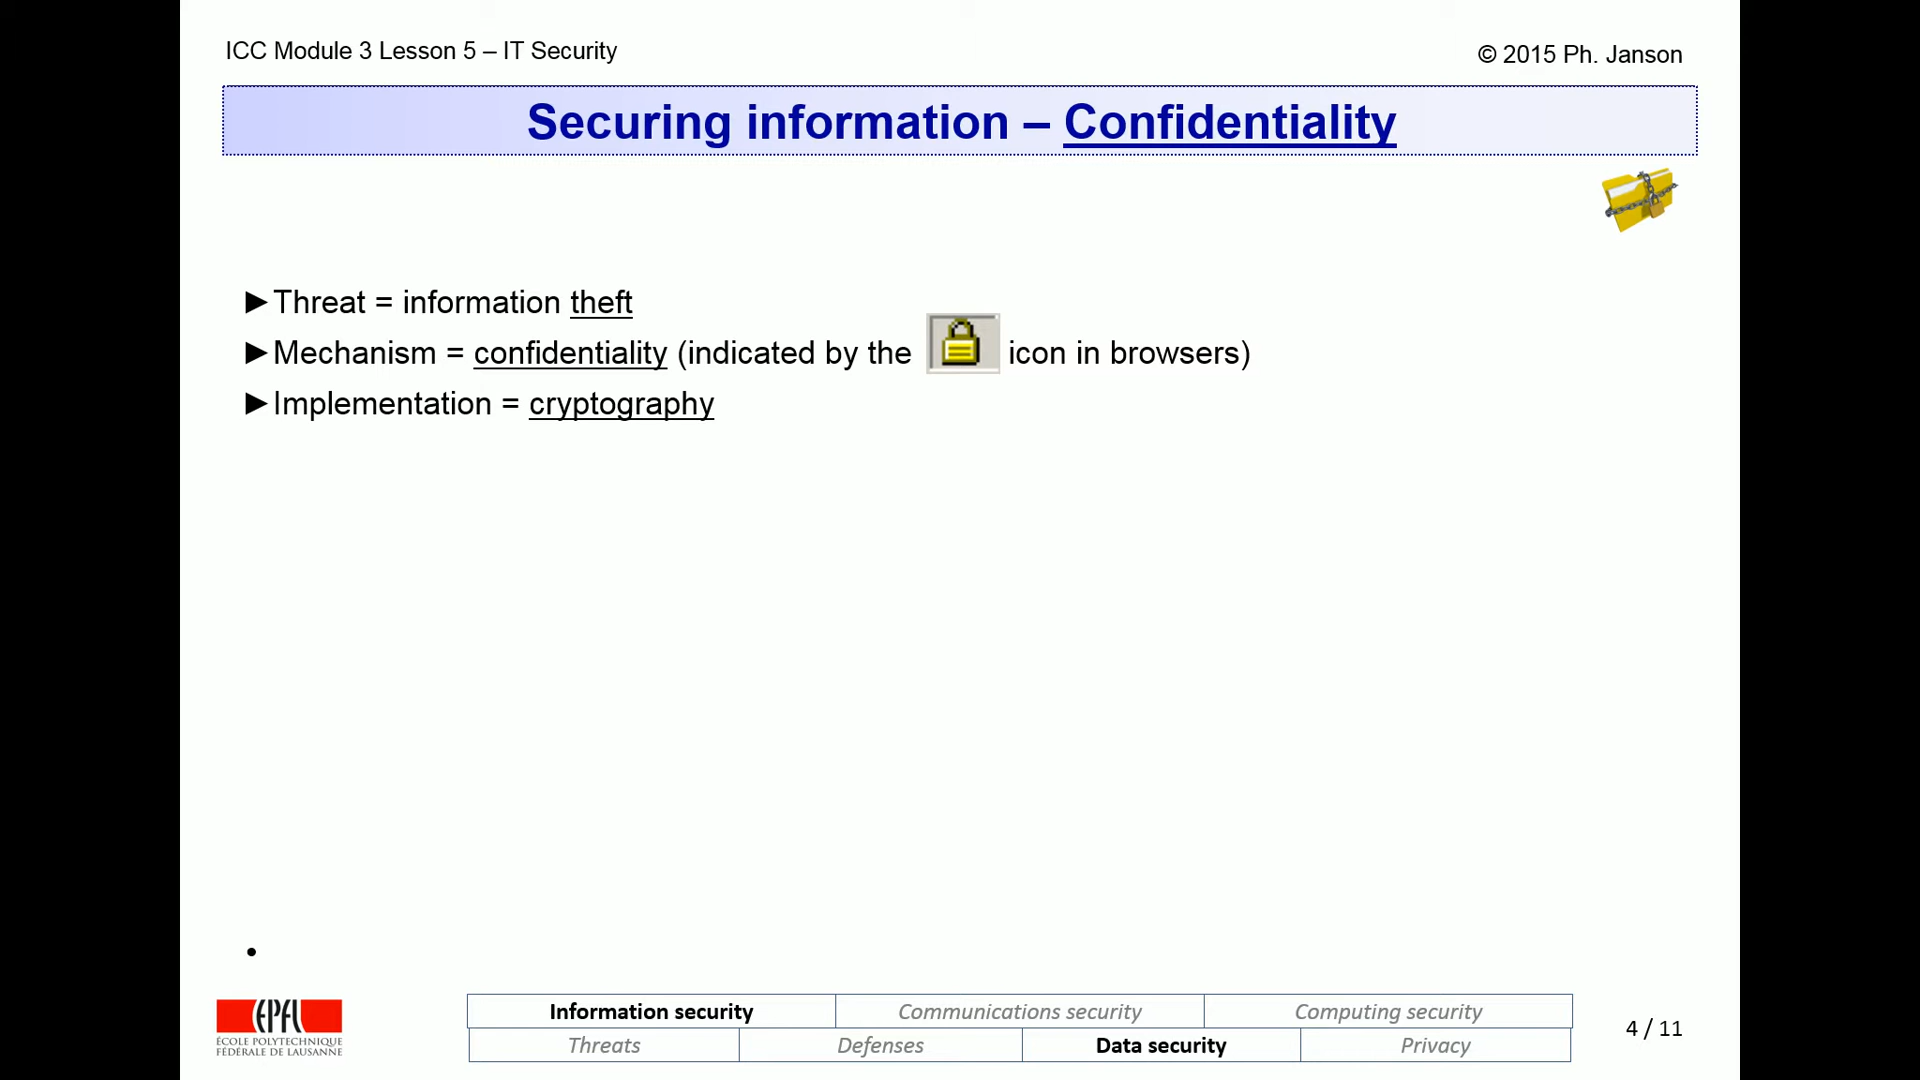 ICC Module 3 Lesson 5 – IT Security
© 2015 Ph. Janson
Securing information – Confidentiality
►Threat = information theft
►Mechanism = confidentiality (indicated by the icon in browsers)
►Implementation = cryptography
•
EPFL
ÉCOLE POLYTECHNIQUE
FÉDÉRALE DE LAUSANNE
Information security Communications security Computing security
Threats Defenses Data security Privacy
4 / 11